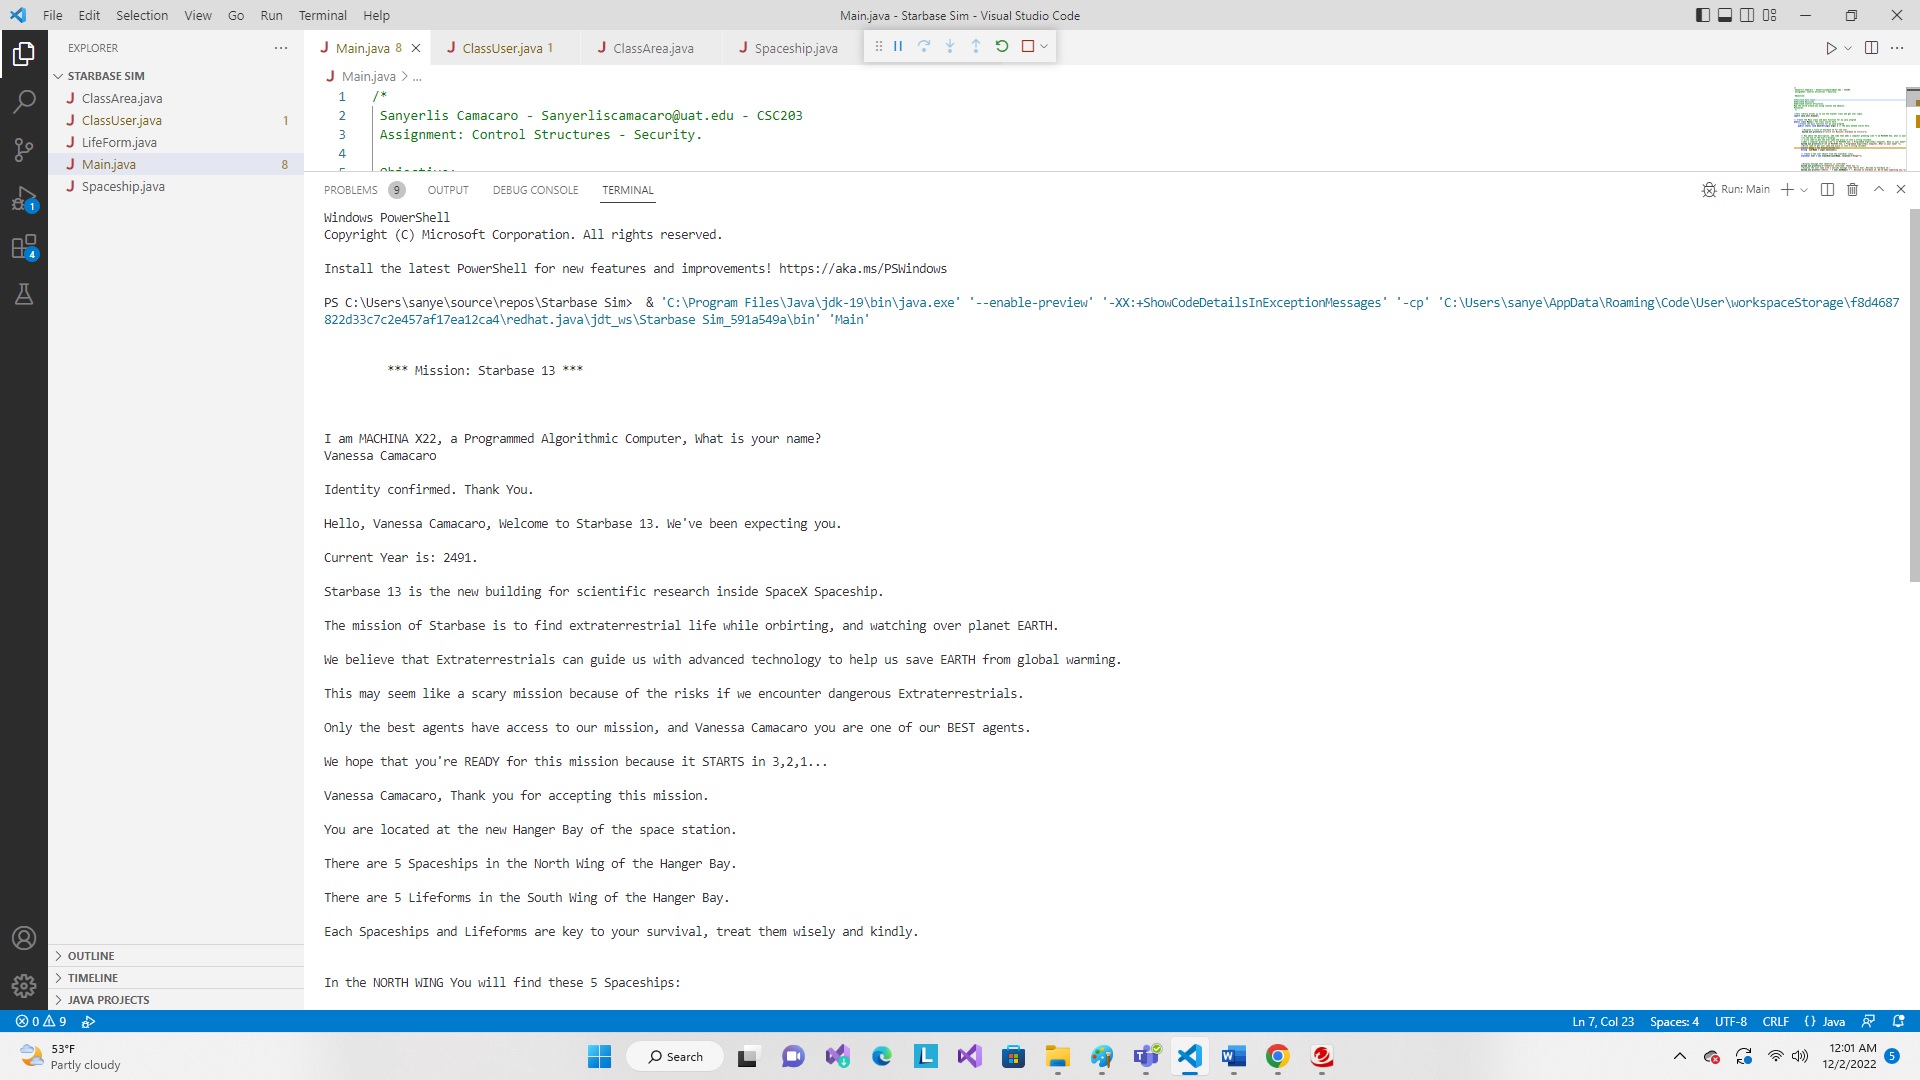 File Edit Selection View Go Run Terminal Help
Main.java - Starbase Sim - Visual Studio Code
EXPLORER
STARBASE SIM
ClassArea.java
ClassUser.java 1
LifeForm.java
Main.java 8
Spaceship.java
OUTLINE
TIMELINE
JAVA PROJECTS
Main.java 8
ClassUser.java 1
ClassArea.java
Spaceship.java
Main.java > ...
1 /*
2 Sanyerlis Camacaro - Sanyerliscamacaro@uat.edu - CSC203
3 Assignment: Control Structures - Security.
4
5 Objective:
PROBLEMS 9 OUTPUT DEBUG CONSOLE TERMINAL
Run: Main
Windows PowerShell
Copyright (C) Microsoft Corporation. All rights reserved.
Install the latest PowerShell for new features and improvements! https://aka.ms/PSWindows
PS C:\Users\sanye\source\repos\Starbase Sim>  & 'C:\Program Files\Java\jdk-19\bin\java.exe' '--enable-preview' '-XX:+ShowCodeDetailsInExceptionMessages' '-cp' 'C:\Users\sanye\AppData\Roaming\Code\User\workspaceStorage\f8d4687
822d33c7c2e457af17ea12ca4\redhat.java\jdt_ws\Starbase Sim_591a549a\bin' 'Main'
*** Mission: Starbase 13 ***
I am MACHINA X22, a Programmed Algorithmic Computer, What is your name?
Vanessa Camacaro
Identity confirmed. Thank You.
Hello, Vanessa Camacaro, Welcome to Starbase 13. We've been expecting you.
Current Year is: 2491.
Starbase 13 is the new building for scientific research inside SpaceX Spaceship.
The mission of Starbase is to find extraterrestrial life while orbirting, and watching over planet EARTH.
We believe that Extraterrestrials can guide us with advanced technology to help us save EARTH from global warming.
This may seem like a scary mission because of the risks if we encounter dangerous Extraterrestrials.
Only the best agents have access to our mission, and Vanessa Camacaro you are one of our BEST agents.
We hope that you're READY for this mission because it STARTS in 3,2,1...
Vanessa Camacaro, Thank you for accepting this mission.
You are located at the new Hanger Bay of the space station.
There are 5 Spaceships in the North Wing of the Hanger Bay.
There are 5 Lifeforms in the South Wing of the Hanger Bay.
Each Spaceships and Lifeforms are key to your survival, treat them wisely and kindly.
In the NORTH WING You will find these 5 Spaceships:
0 9
Ln 7, Col 23 Spaces: 4 UTF-8 CRLF {} Java
53°F
Partly cloudy
Search
12:01 AM
12/2/2022
5